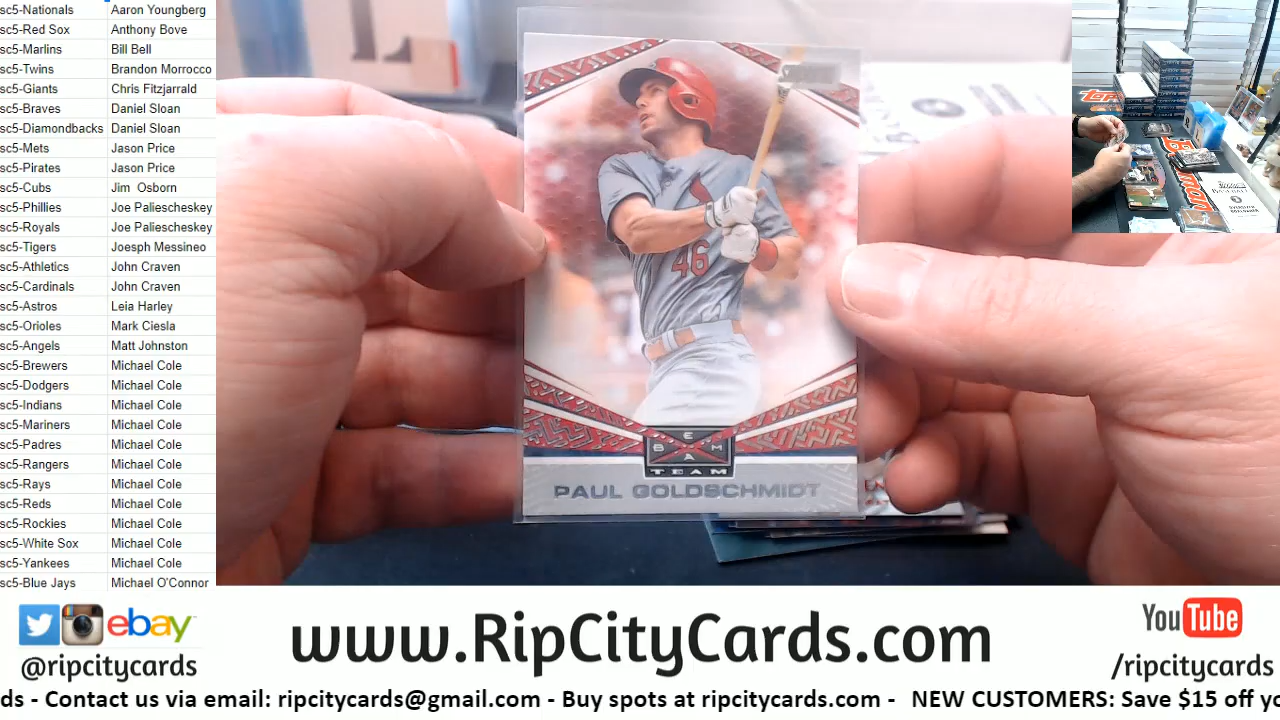 sc5-Nationals Aaron Youngberg
sc5-Red Sox Anthony Bove
sc5-Marlins Bill Bell
sc5-Twins Brandon Morrocco
sc5-Giants Chris Fitzjarrald
sc5-Braves Daniel Sloan
sc5-Diamondbacks Daniel Sloan
sc5-Mets Jason Price
sc5-Pirates Jason Price
sc5-Cubs Jim Osborn
sc5-Phillies Joe Paliescheskey
sc5-Royals Joe Paliescheskey
sc5-Tigers Joesph Messineo
sc5-Athletics John Craven
sc5-Cardinals John Craven
sc5-Astros Leia Harley
sc5-Orioles Mark Ciesla
sc5-Angels Matt Johnston
sc5-Brewers Michael Cole
sc5-Dodgers Michael Cole
sc5-Indians Michael Cole
sc5-Mariners Michael Cole
sc5-Padres Michael Cole
sc5-Rangers Michael Cole
sc5-Rays Michael Cole
sc5-Reds Michael Cole
sc5-Rockies Michael Cole
sc5-White Sox Michael Cole
sc5-Yankees Michael Cole
sc5-Blue Jays Michael O'Connor
46
BEAM
TEAM
PAUL GOLDSCHMIDT
topps
ebay
@ripcitycards
www.RipCityCards.com
YouTube
/ripcitycards
ds - Contact us via email: ripcitycards@gmail.com - Buy spots at ripcitycards.com - NEW CUSTOMERS: Save $15 off yo